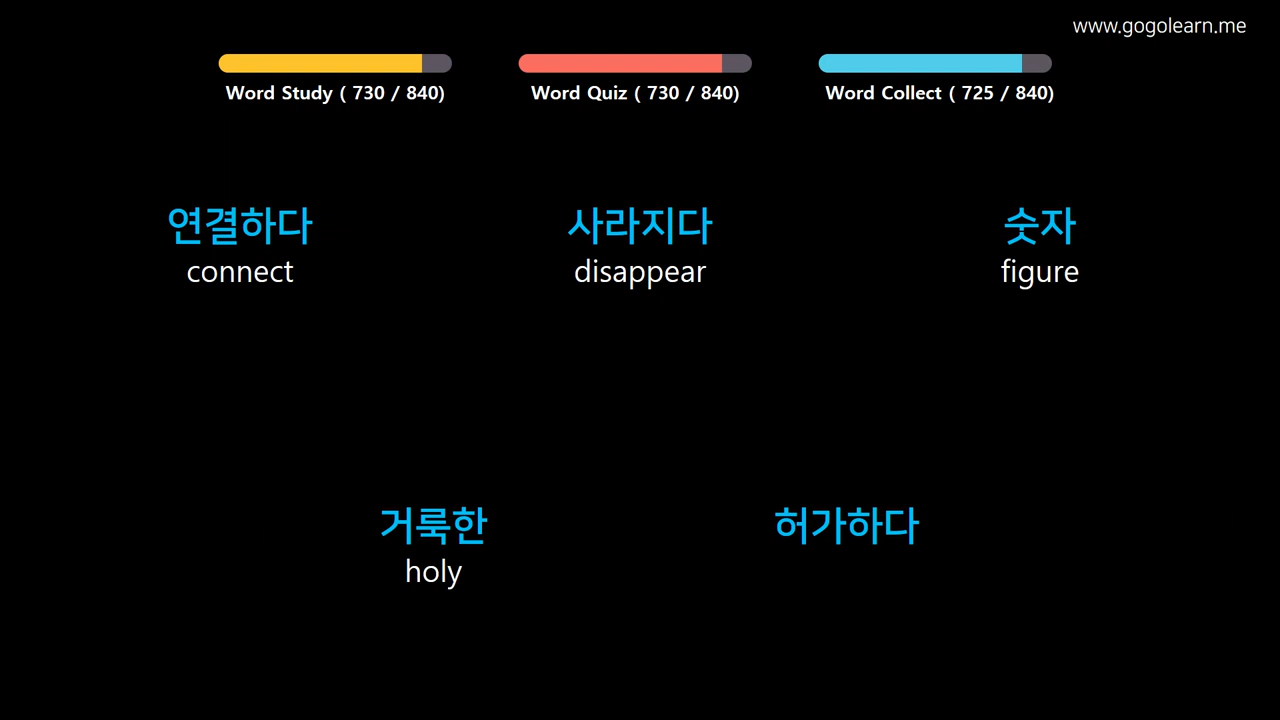 www.gogolearn.me
Word Study ( 730 / 840)
Word Quiz ( 730 / 840)
Word Collect ( 725 / 840)
연결하다
connect
사라지다
disappear
숫자
figure
거룩한
holy
허가하다